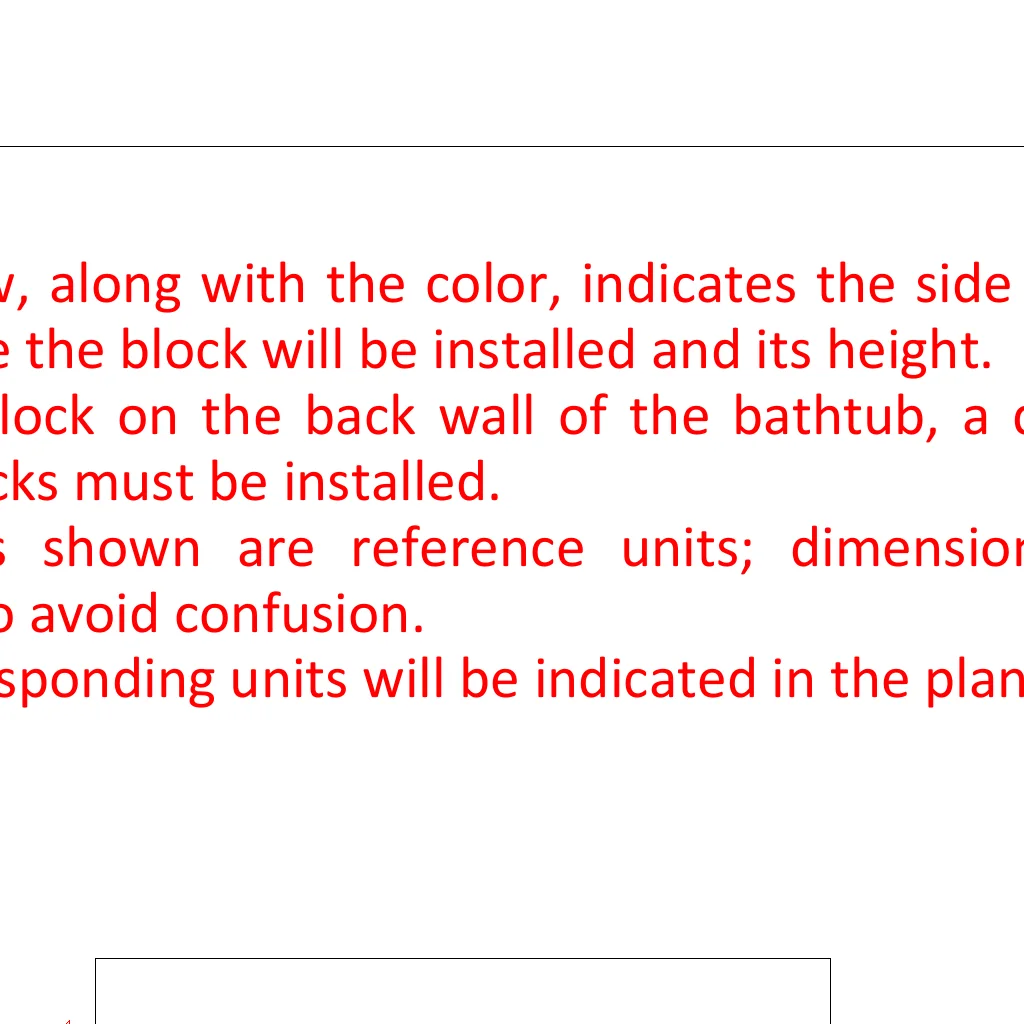 , along with the color, indicates the side
the block will be installed and its height.
lock on the back wall of the bathtub, a
cks must be installed.
s shown are reference units; dimension
o avoid confusion.
sponding units will be indicated in the plan